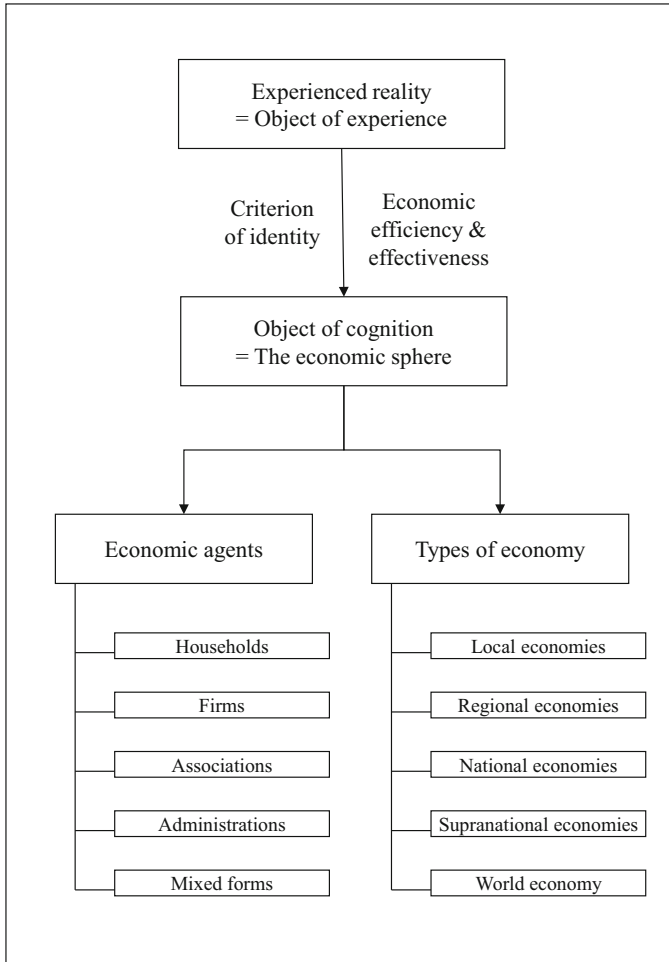 Experienced reality
= Object of experience
Criterion
of identity
Economic
efficiency &
effectiveness
Object of cognition
= The economic sphere
Economic agents
Households
Firms
Associations
Administrations
Mixed forms
Types of economy
Local economies
Regional economies
National economies
Supranational economies
World economy